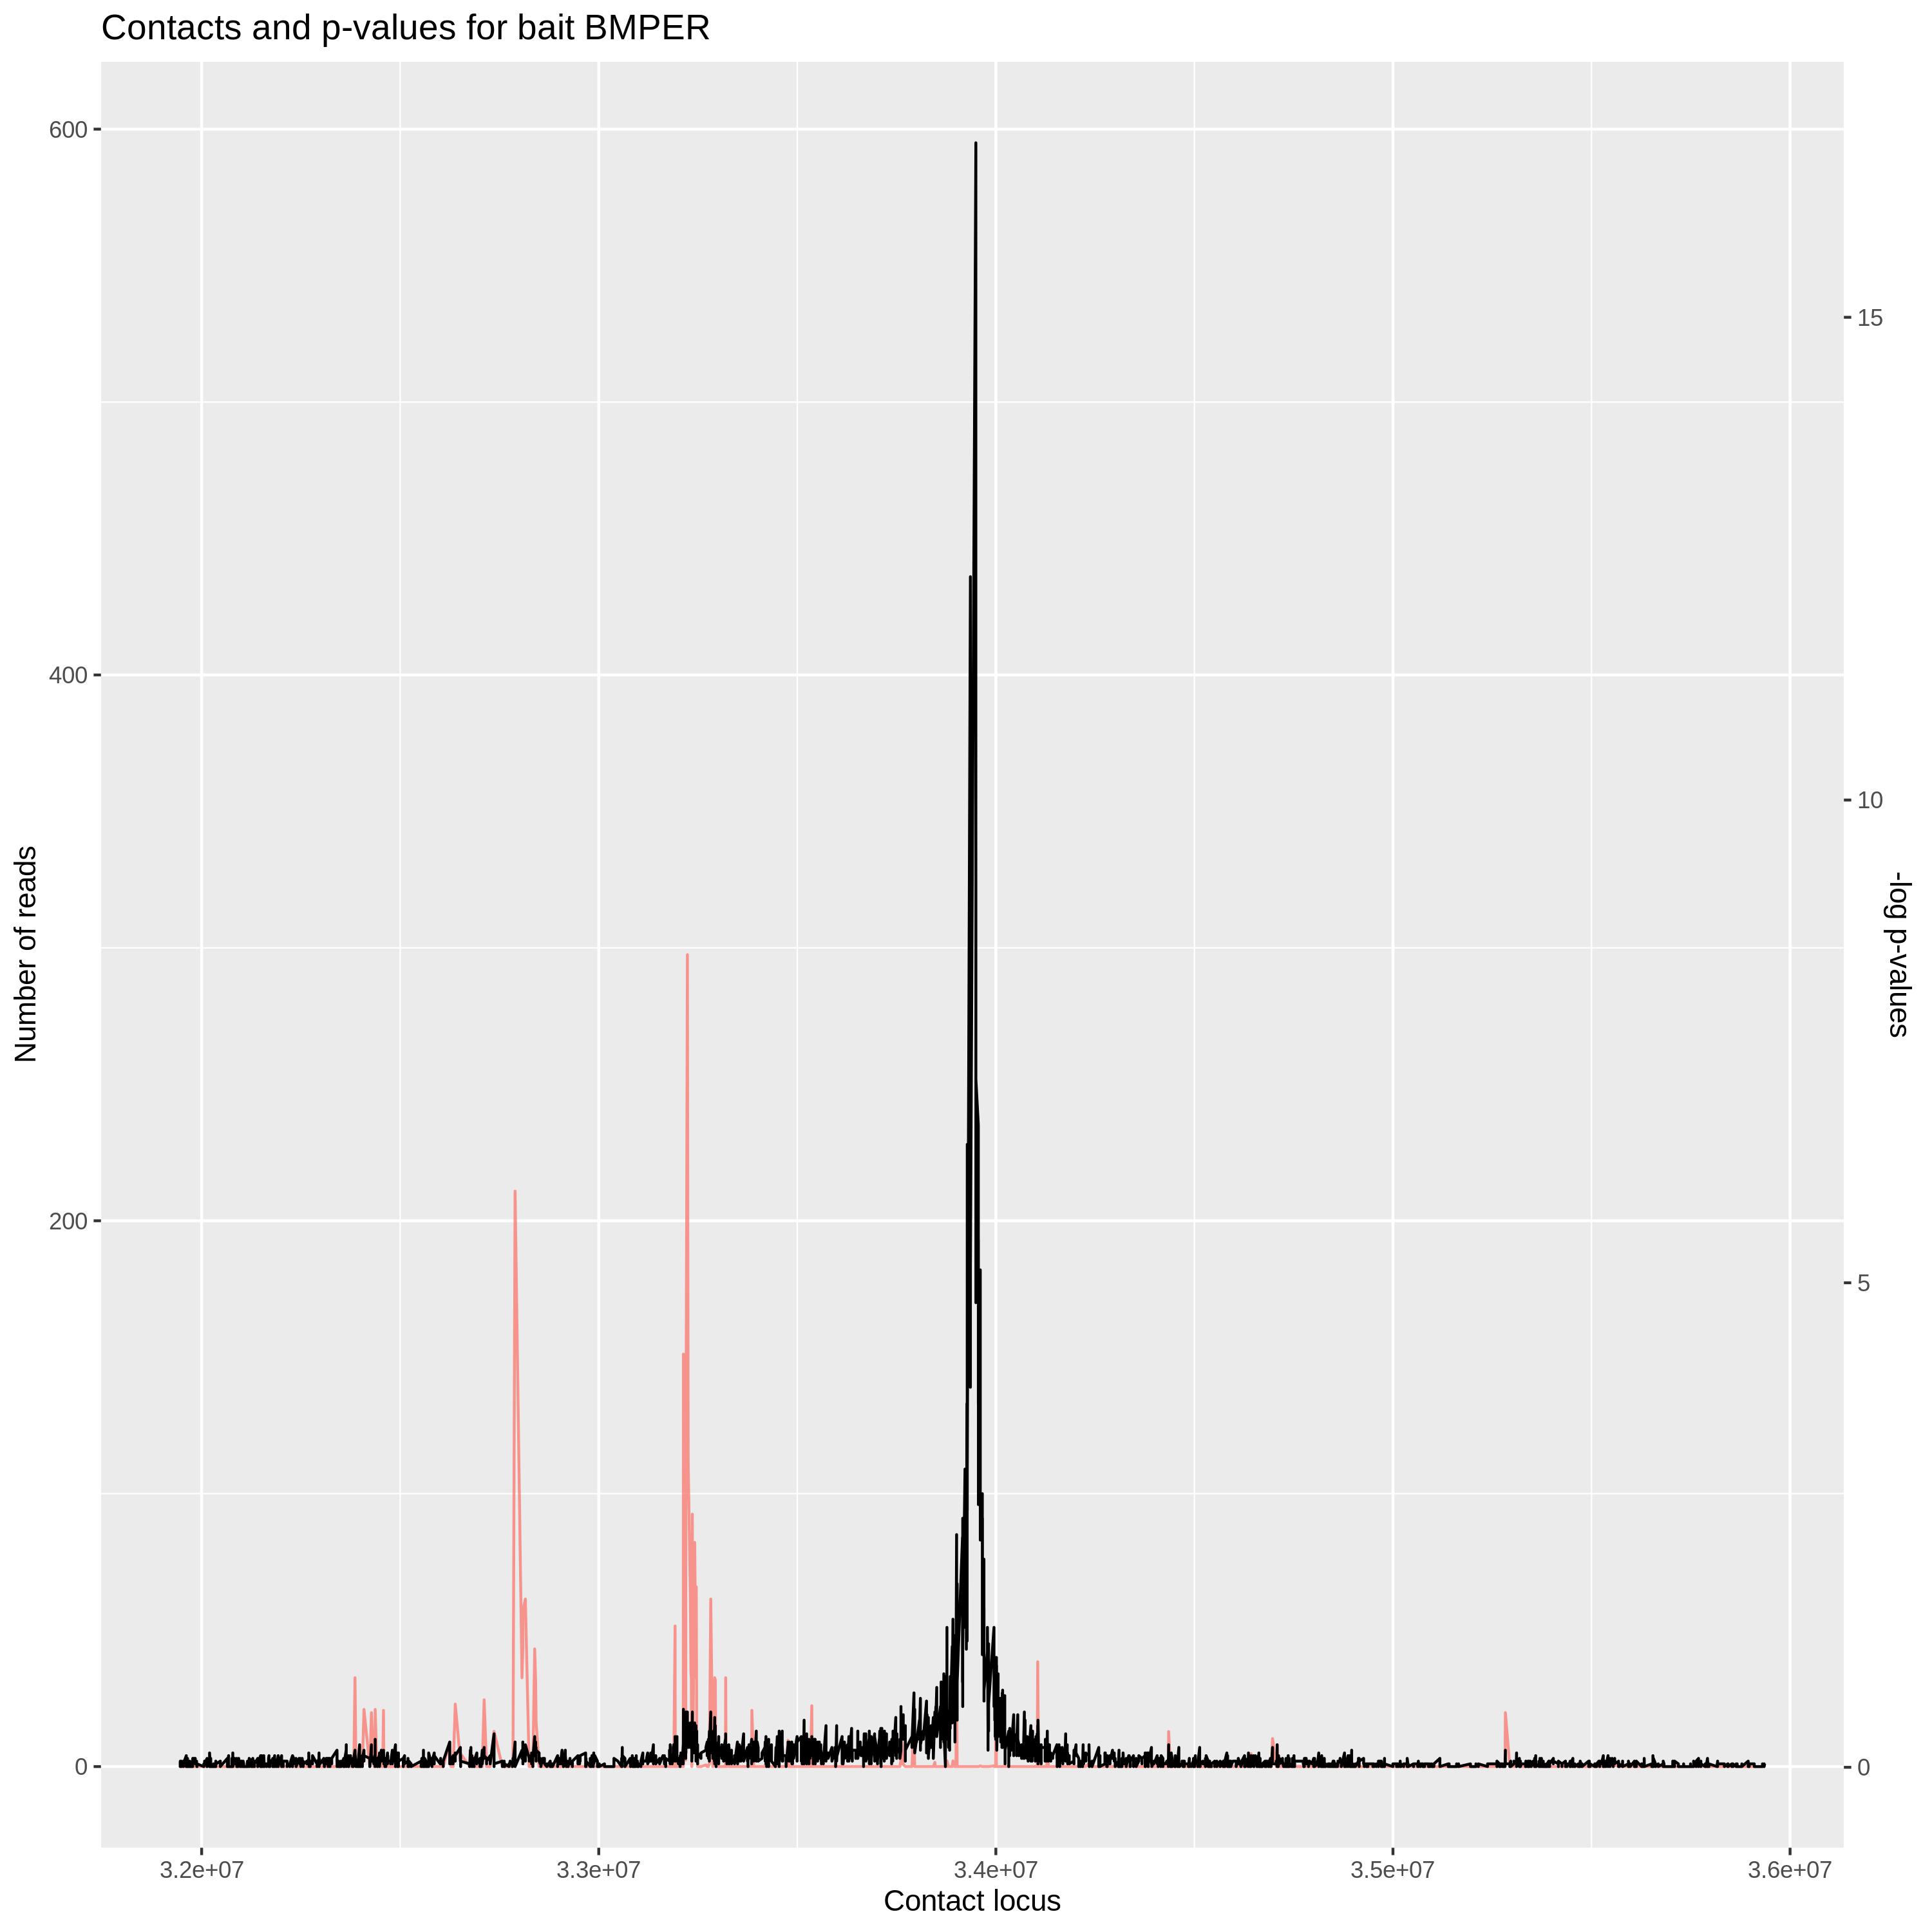 Contacts and p-values for bait BMPER
600
400
200
0
Number of reads
15
10
5
0
-log p-values
3.2e+07
3.3e+07
3.4e+07
3.5e+07
3.6e+07
Contact locus